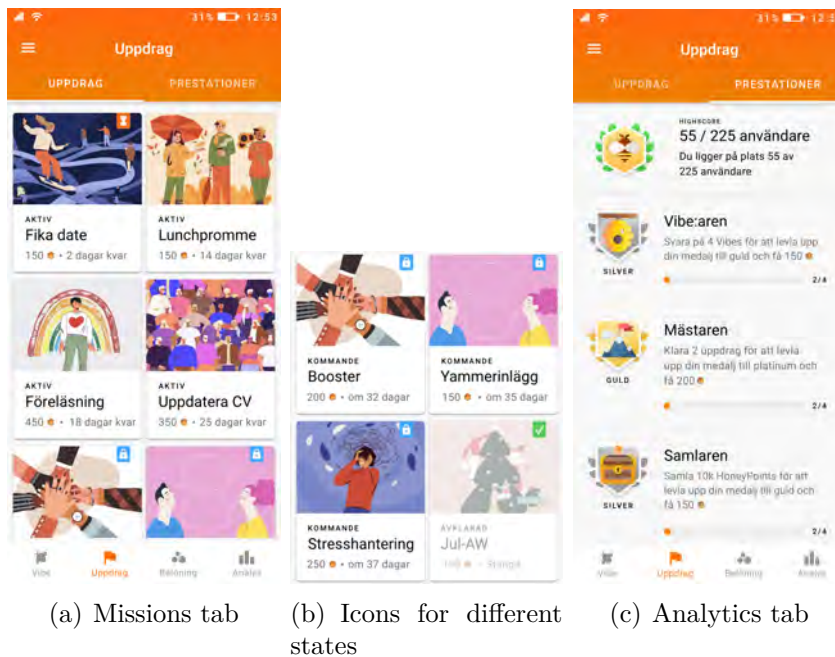 31% 12:53
Uppdrag
UPPDRAG PRESTATIONER
AKTIV
Fika date
150 • 2 dagar kvar
AKTIV
Lunchpromme
150 • 14 dagar kvar
AKTIV
Föreläsning
450 • 18 dagar kvar
AKTIV
Uppdatera CV
350 • 25 dagar kvar
Vibe Uppdrag Belöning Analys
(a) Missions tab
KOMMANDE
Booster
200 • om 32 dagar
KOMMANDE
Yammerinlägg
150 • om 35 dagar
KOMMANDE
Stresshantering
250 • om 37 dagar
AVKLARAD
Jul-AW
Stängd
(b) Icons for different
states
31%
Uppdrag
UPPDRAG PRESTATIONER
HIGHSCORE
55 / 225 användare
Du ligger på plats 55 av
225 användare
SILVER
Vibe:aren
Svara på 4 Vibes för att levla upp
din medalj till guld och få 150
2/4
GULD
Mästaren
Klara 2 uppdrag för att levla
upp din medalj till platinum och
få 200
2/4
SILVER
Samlaren
Samla 10k HoneyPoints för att
levla upp din medalj till guld och
få 150
2/4
Vibe Uppdrag Belöning Analys
(c) Analytics tab